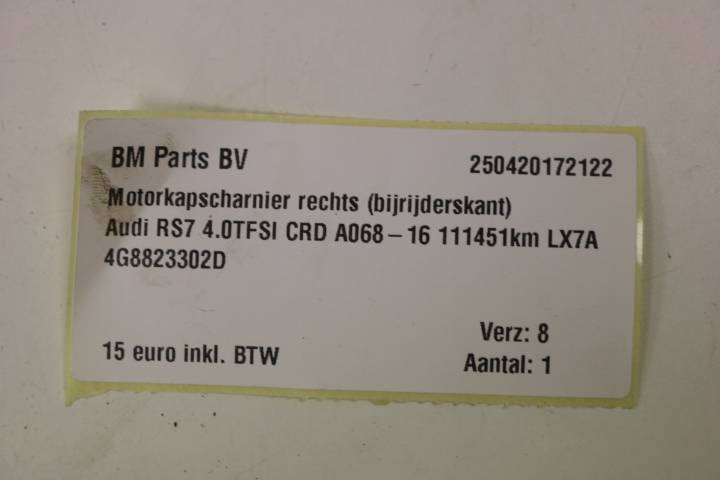 BM Parts BV 250420172122
Motorkapscharnier rechts (bijrijderskant)
Audi RS7 4.0TFSI CRD A068 – 16 111451km LX7A
4G8823302D
Verz: 8
15 euro inkl. BTW Aantal: 1